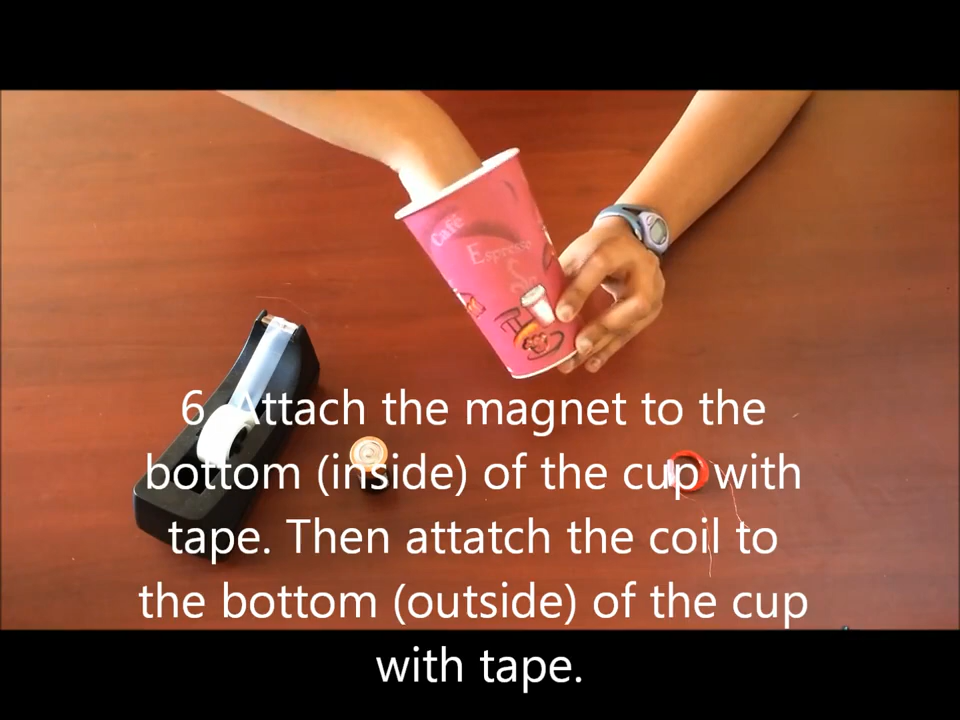 Café
Espresso
6. Attach the magnet to the
bottom (inside) of the cup with
tape. Then attatch the coil to
the bottom (outside) of the cup
with tape.